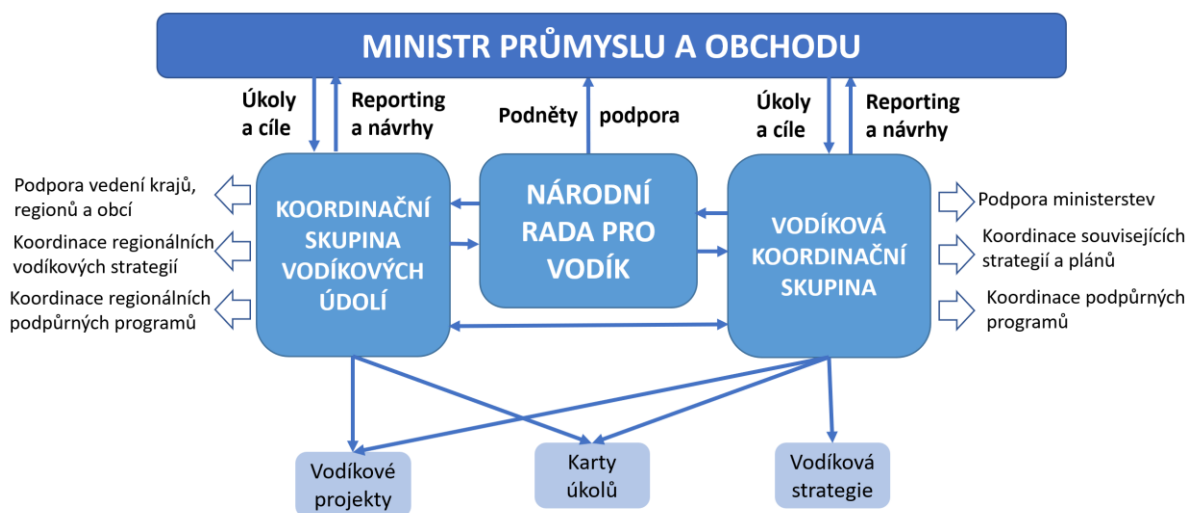 MINISTR PRŮMYSLU A OBCHODU
Úkoly
a cíle
Reporting
a návrhy
Podněty
podpora
Úkoly
a cíle
Reporting
a návrhy
Podpora vedení krajů,
regionů a obcí
Koordinace regionálních
vodíkových strategií
Koordinace regionálních
podpůrných programů
KOORDINAČNÍ
SKUPINA
VODÍKOVÝCH
ÚDOLÍ
NÁRODNÍ
RADA PRO
VODÍK
VODÍKOVÁ
KOORDINAČNÍ
SKUPINA
Podpora ministerstev
Koordinace souvisejících
strategií a plánů
Koordinace podpůrných
programů
Vodíkové
projekty
Karty
úkolů
Vodíková
strategie